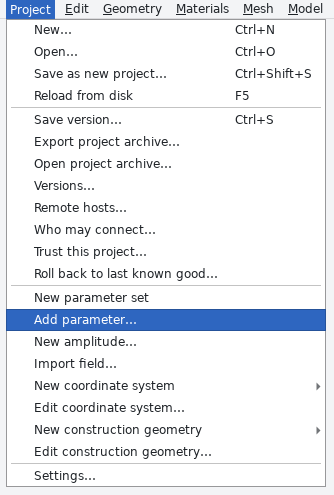 Project Edit Geometry Materials Mesh Model
New... Ctrl+N
Open... Ctrl+O
Save as new project... Ctrl+Shift+S
Reload from disk F5
Save version... Ctrl+S
Export project archive...
Open project archive...
Versions...
Remote hosts...
Who may connect...
Trust this project...
Roll back to last known good...
New parameter set
Add parameter...
New amplitude...
Import field...
New coordinate system
Edit coordinate system...
New construction geometry
Edit construction geometry...
Settings...